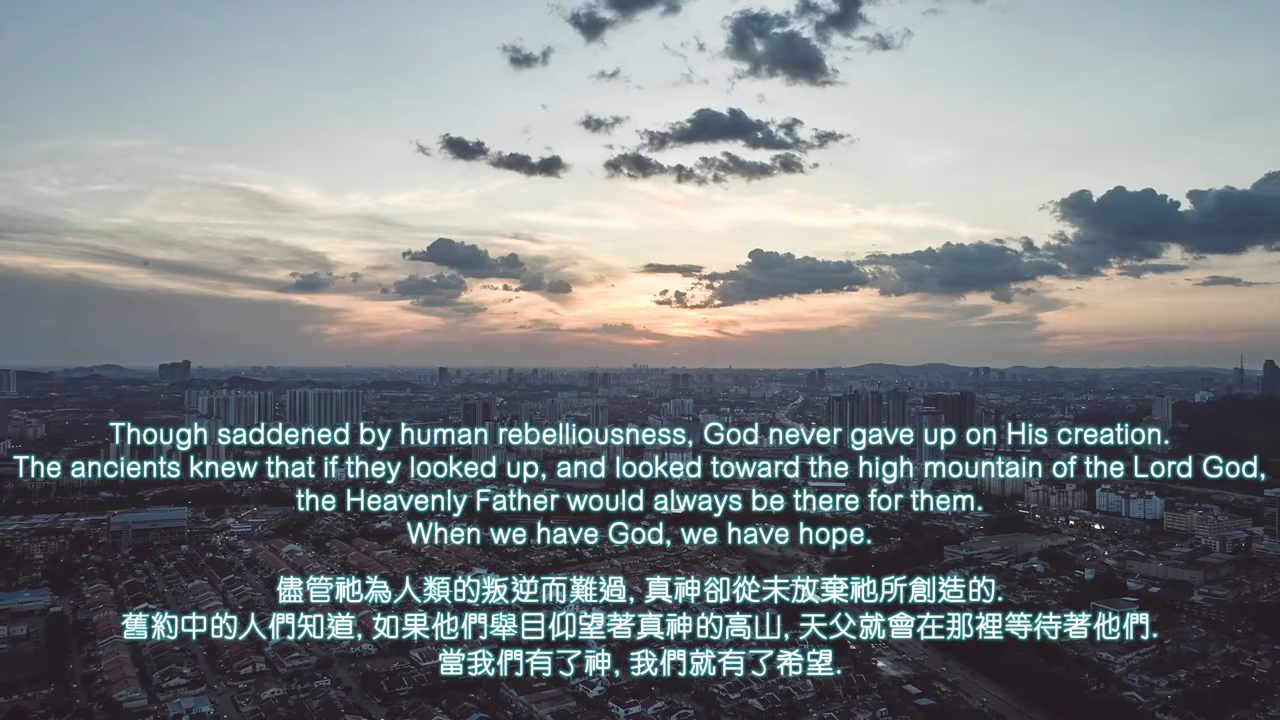 Though saddened by human rebelliousness, God never gave up on His creation.
The ancients knew that if they looked up, and looked toward the high mountain of the Lord God,
the Heavenly Father would always be there for them.
When we have God, we have hope.
儘管祂為人類的叛逆而難過, 真神卻從未放棄祂所創造的.
舊約中的人們知道, 如果他們舉目仰望著真神的高山, 天父就會在那裡等待著他們.
當我們有了神, 我們就有了希望.